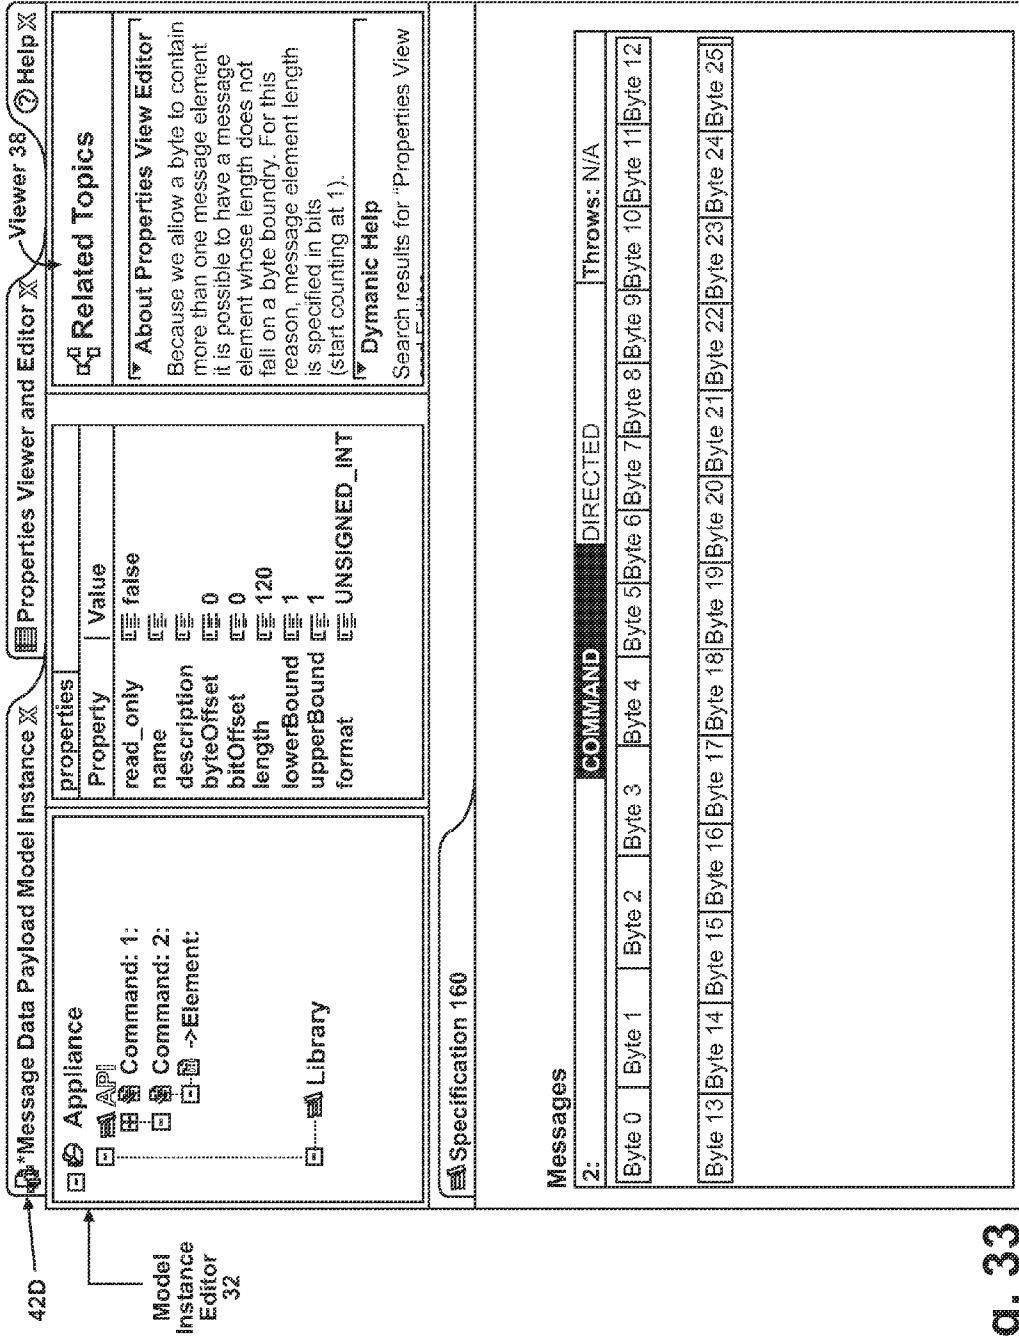 42D
Model
Instance
Editor
32
*Message Data Payload Model Instance X
Properties Viewer and Editor X
Viewer 38
Help X
Appliance
API
Command: 1:
Command: 2:
->Element:
Library
properties
Property Value
read_only false
name
description
byteOffset 0
bitOffset 0
length 120
lowerBound 1
upperBound 1
format UNSIGNED_INT
Related Topics
About Properties View Editor
Because we allow a byte to contain
more than one message element
it is possible to have a message
element whose length does not
fall on a byte boundry. For this
reason, message element length
is specified in bits
(start counting at 1).
Dymanic Help
Search results for "Properties View
Specification 160
Messages
2: COMMAND DIRECTED Throws: N/A
Byte 0 Byte 1 Byte 2 Byte 3 Byte 4 Byte 5 Byte 6 Byte 7 Byte 8 Byte 9 Byte 10 Byte 11 Byte 12
Byte 13 Byte 14 Byte 15 Byte 16 Byte 17 Byte 18 Byte 19 Byte 20 Byte 21 Byte 22 Byte 23 Byte 24 Byte 25
g. 33